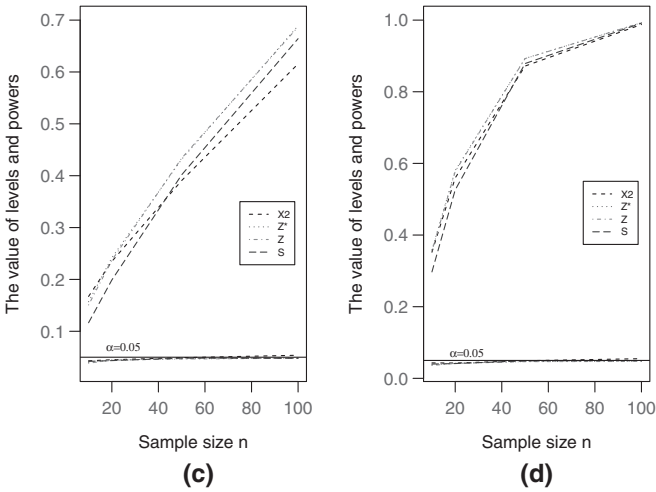 The value of levels and powers
0.7
0.6
0.5
0.4
0.3
0.2
0.1
X2
Z*
Z
S
α=0.05
20 40 60 80 100
Sample size n
(c)
The value of levels and powers
1.0
0.8
0.6
0.4
0.2
0.0
X2
Z*
Z
S
α=0.05
20 40 60 80 100
Sample size n
(d)